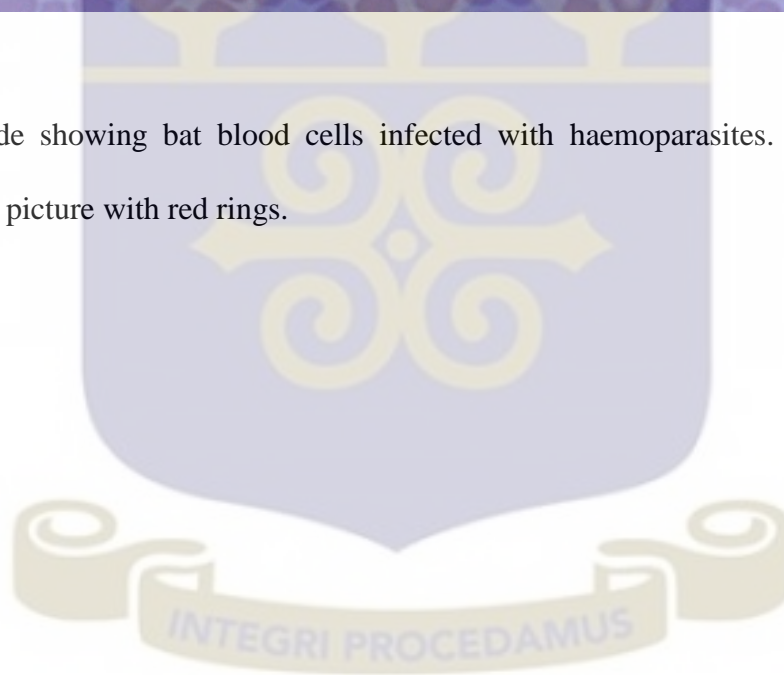 de showing bat blood cells infected with haemoparasites.
picture with red rings.
INTEGRI PROCEDAMUS